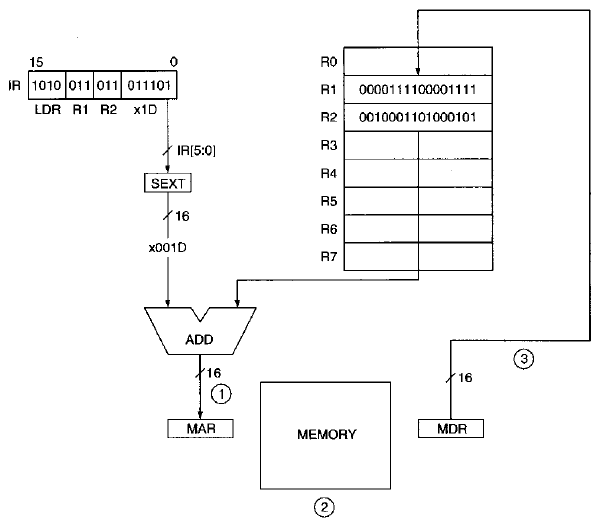 15 0
IR 1010 011 011 011101
LDR R1 R2 x1D
IR[5:0]
SEXT
16
x001D
ADD
16
1
MAR
MEMORY
2
R0
R1 0000111100001111
R2 0010001101000101
R3
R4
R5
R6
R7
3
16
MDR